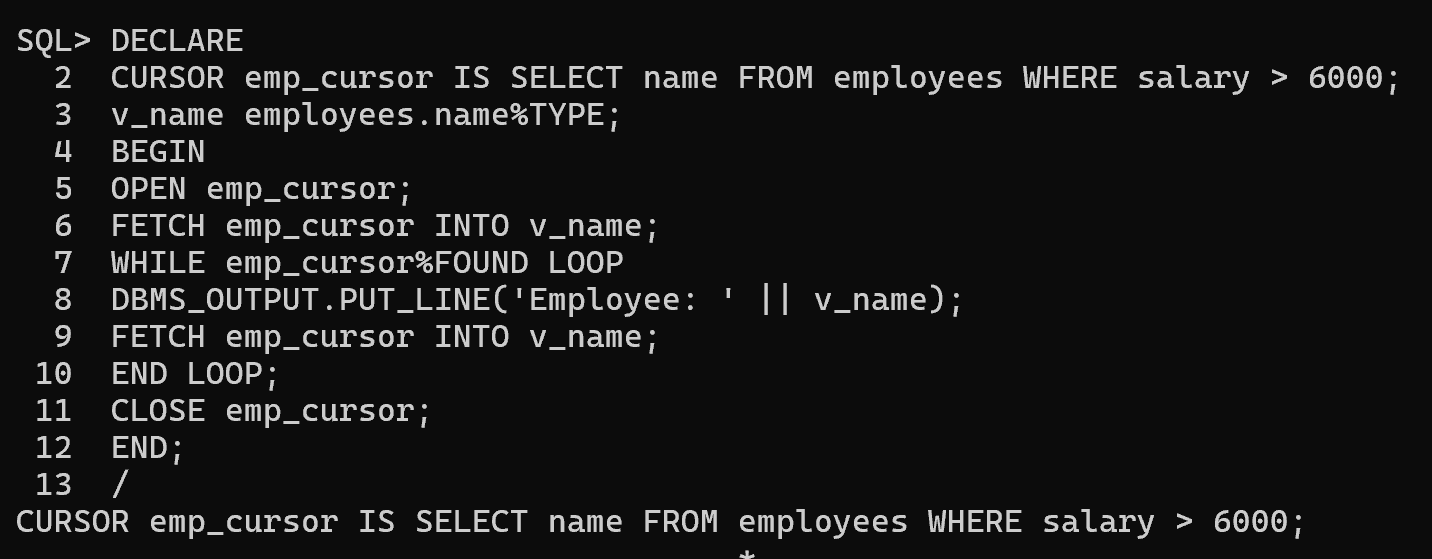 SQL> DECLARE
  2  CURSOR emp_cursor IS SELECT name FROM employees WHERE salary > 6000;
  3  v_name employees.name%TYPE;
  4  BEGIN
  5  OPEN emp_cursor;
  6  FETCH emp_cursor INTO v_name;
  7  WHILE emp_cursor%FOUND LOOP
  8  DBMS_OUTPUT.PUT_LINE('Employee: ' || v_name);
  9  FETCH emp_cursor INTO v_name;
 10  END LOOP;
 11  CLOSE emp_cursor;
 12  END;
 13  /
CURSOR emp_cursor IS SELECT name FROM employees WHERE salary > 6000;
                                      *